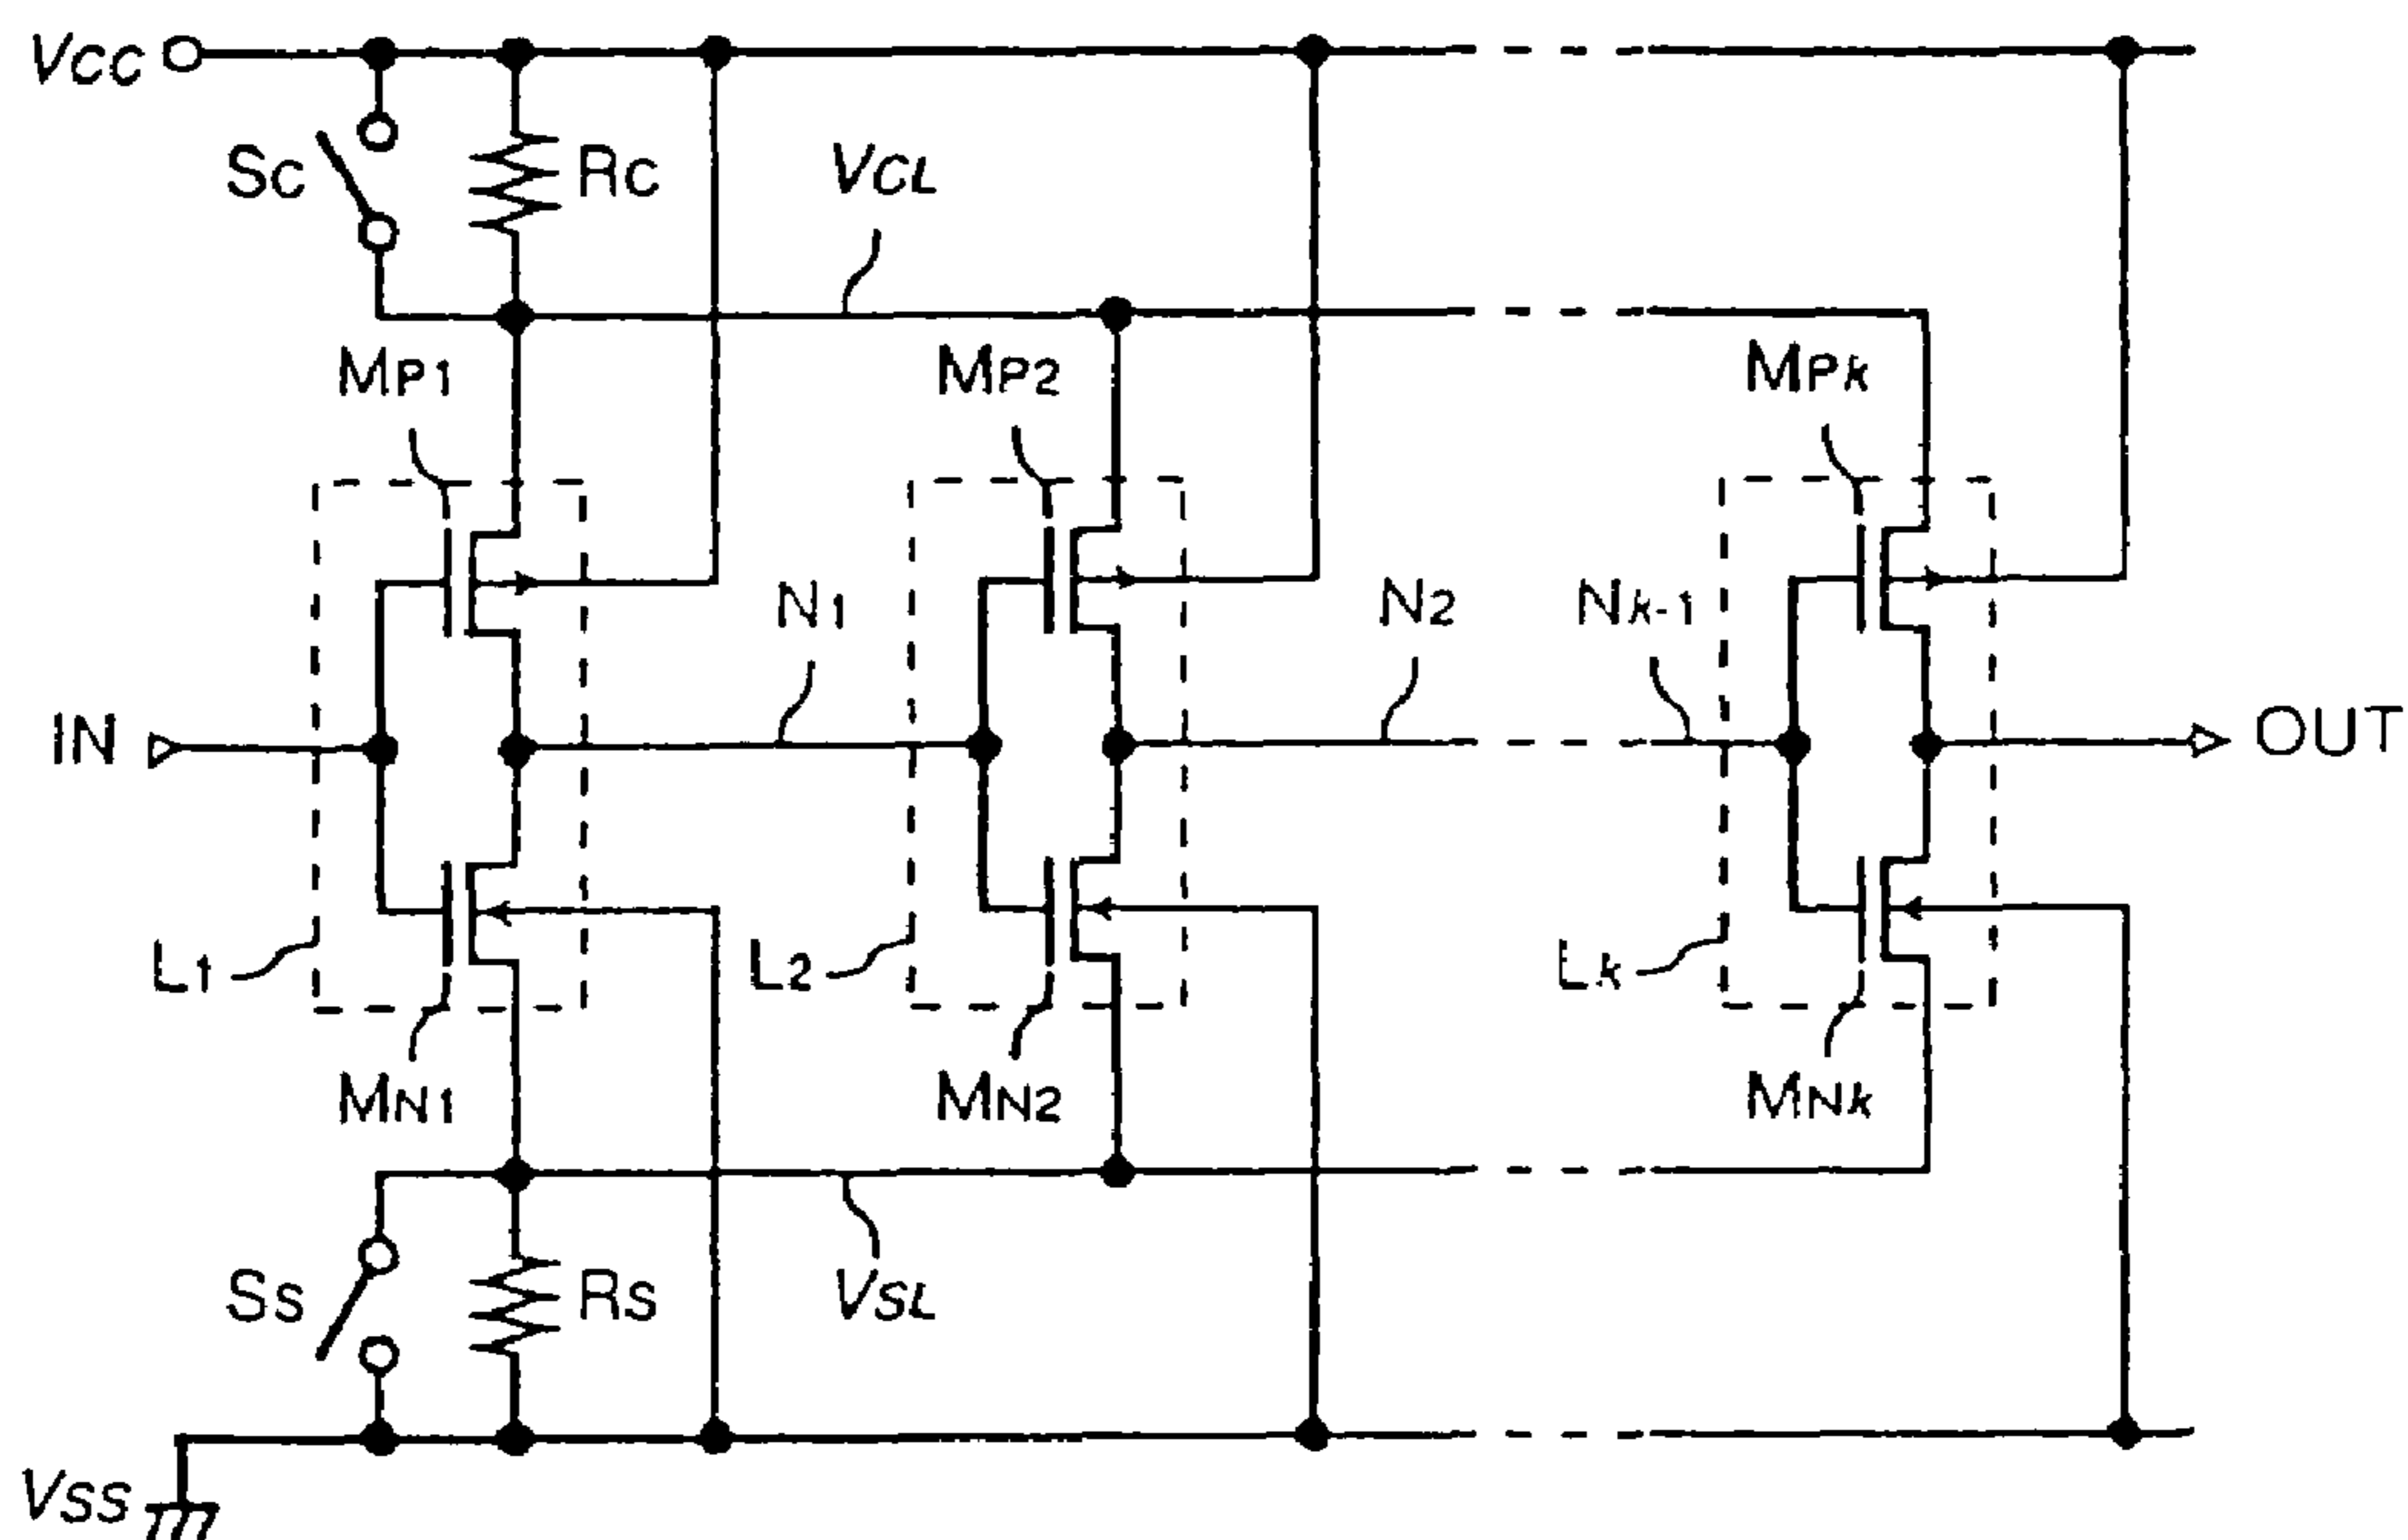 VCC
SC
RC
VCL
MP1
MP2
MPk
N1
N2
Nk-1
IN
OUT
L1
L2
Lk
MN1
MN2
MNk
SS
RS
VSL
VSS